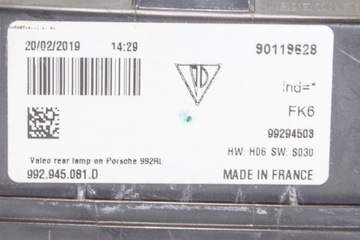 20/02/2019 14:29 90119628
ind=*
FK6
99294503
HW: H06 SW: S030
Valeo rear lamp on Porsche 992RL
992.945.081.D MADE IN FRANCE